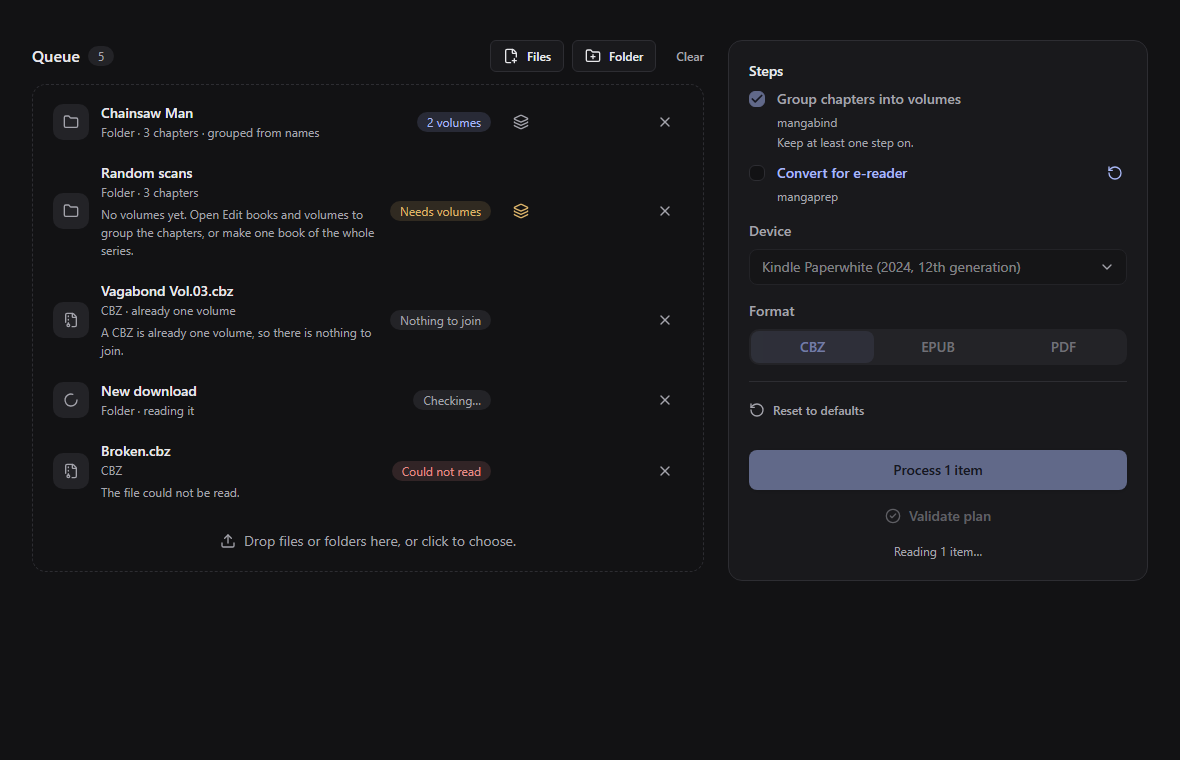 Queue 5
Files
Folder
Clear
Chainsaw Man
Folder · 3 chapters · grouped from names
2 volumes
Random scans
Folder · 3 chapters
No volumes yet. Open Edit books and volumes to
group the chapters, or make one book of the whole
series.
Needs volumes
Vagabond Vol.03.cbz
CBZ · already one volume
A CBZ is already one volume, so there is nothing to
join.
Nothing to join
New download
Folder · reading it
Checking...
Broken.cbz
CBZ
The file could not be read.
Could not read
Drop files or folders here, or click to choose.
Steps
Group chapters into volumes
mangabind
Keep at least one step on.
Convert for e-reader
mangaprep
Device
Kindle Paperwhite (2024, 12th generation)
Format
CBZ EPUB PDF
Reset to defaults
Process 1 item
Validate plan
Reading 1 item...